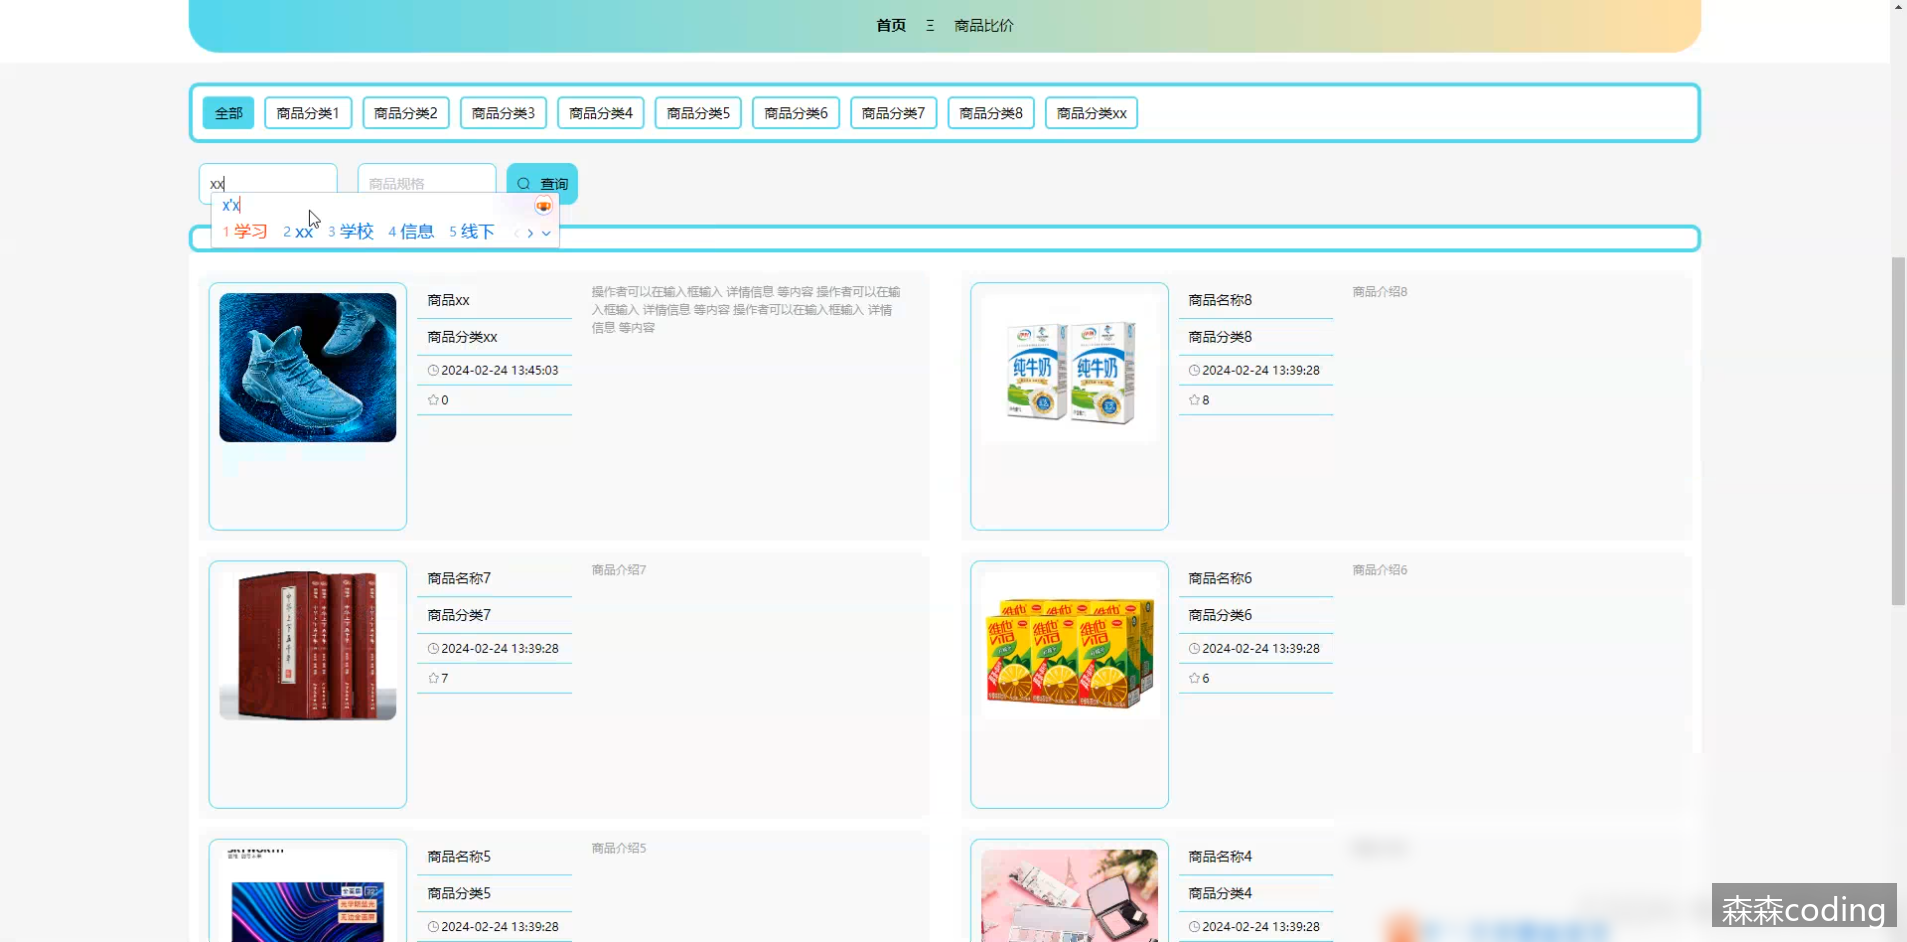 首页 Ξ 商品比价
全部 商品分类1 商品分类2 商品分类3 商品分类4 商品分类5 商品分类6 商品分类7 商品分类8 商品分类xx
xx 商品规格 查询
x'x
1 学习 2 xx 3 学校 4 信息 5 线下
商品xx
商品分类xx
2024-02-24 13:45:03
0
操作者可以在输入框输入 详情信息 等内容 操作者可以在输
入框输入 详情信息 等内容 操作者可以在输入框输入 详情
信息 等内容
纯牛奶 纯牛奶
商品名称8
商品分类8
2024-02-24 13:39:28
8
商品介绍8
中华上下五千年
商品名称7
商品分类7
2024-02-24 13:39:28
7
商品介绍7
维他 维他 维他
商品名称6
商品分类6
2024-02-24 13:39:28
6
商品介绍6
商品名称5
商品分类5
2024-02-24 13:39:28
商品介绍5
商品名称4
商品分类4
2024-02-24 13:39:28
森森coding